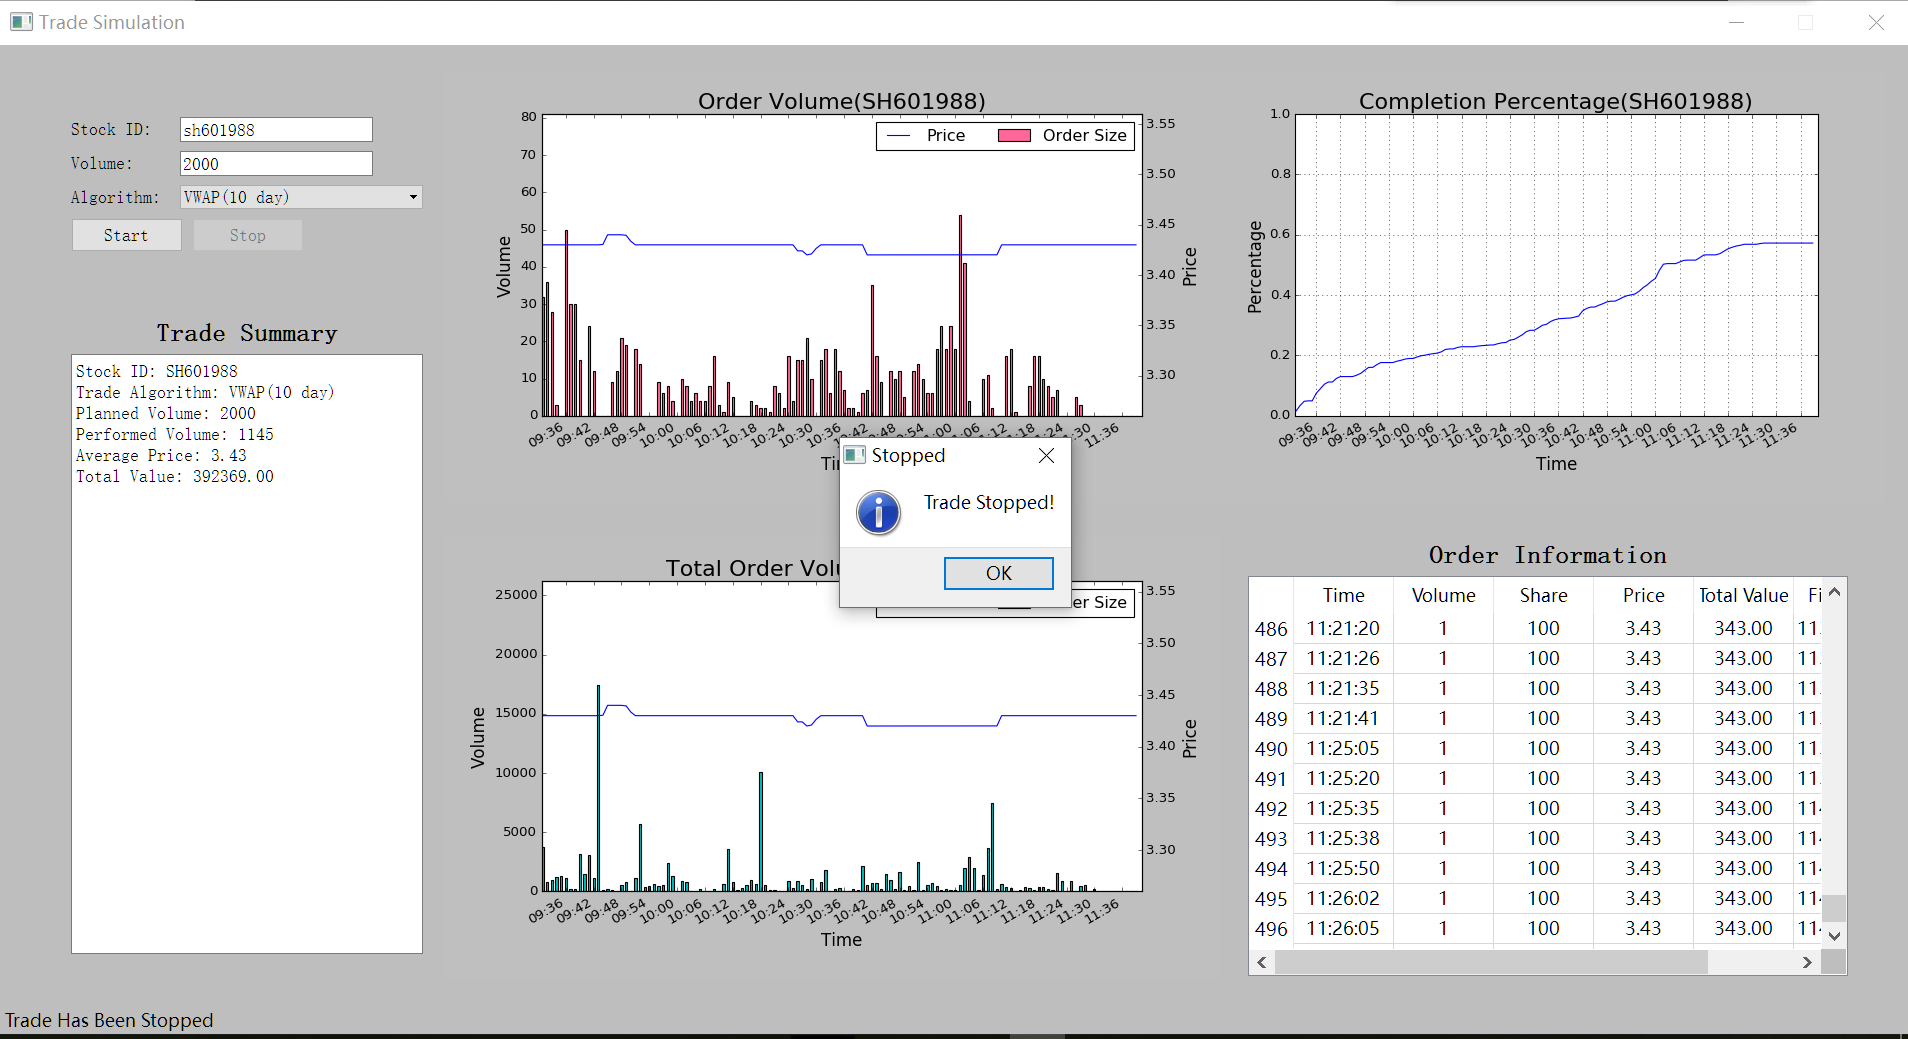 Trade Simulation
Stock ID: sh601988
Volume: 2000
Algorithm: VWAP(10 day)
Start Stop
Trade Summary
Stock ID: SH601988
Trade Algorithm: VWAP(10 day)
Planned Volume: 2000
Performed Volume: 1145
Average Price: 3.43
Total Value: 392369.00
Order Volume(SH601988)
Price Order Size
80
70
60
50
40
30
20
10
0
Volume
3.55
3.50
3.45
3.40
3.35
3.30
Price
09:36 09:42 09:48 09:54 10:00 10:06 10:12 10:18 10:24 10:30 10:36 10:42 10:48 10:54 11:00 11:06 11:12 11:18 11:24 11:30 11:36
Completion Percentage(SH601988)
1.0
0.8
0.6
0.4
0.2
0.0
Percentage
09:36 09:42 09:48 09:54 10:00 10:06 10:12 10:18 10:24 10:30 10:36 10:42 10:48 10:54 11:00 11:06 11:12 11:18 11:24 11:30 11:36
Time
Stopped
Trade Stopped!
OK
Total Order
Size
25000
20000
15000
10000
5000
0
Volume
3.55
3.50
3.45
3.40
3.35
3.30
Price
09:36 09:42 09:48 09:54 10:00 10:06 10:12 10:18 10:24 10:30 10:36 10:42 10:48 10:54 11:00 11:06 11:12 11:18 11:24 11:30 11:36
Time
Order Information
Time Volume Share Price Total Value Fi
486 11:21:20 1 100 3.43 343.00 11
487 11:21:26 1 100 3.43 343.00 11
488 11:21:35 1 100 3.43 343.00 11
489 11:21:41 1 100 3.43 343.00 11
490 11:25:05 1 100 3.43 343.00 11
491 11:25:20 1 100 3.43 343.00 11
492 11:25:35 1 100 3.43 343.00 11
493 11:25:38 1 100 3.43 343.00 11
494 11:25:50 1 100 3.43 343.00 11
495 11:26:02 1 100 3.43 343.00 11
496 11:26:05 1 100 3.43 343.00 11
Trade Has Been Stopped